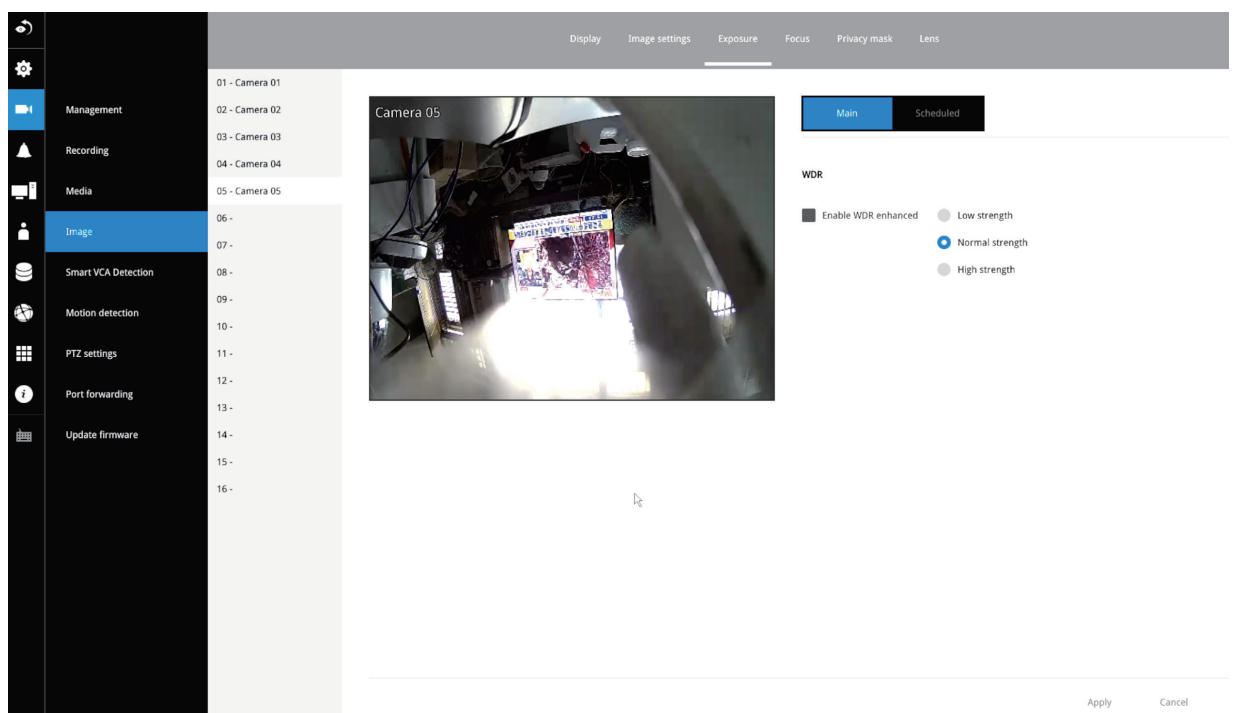 Display Image settings Exposure Focus Privacy mask Lens
Management
Recording
Media
Image
Smart VCA Detection
Motion detection
PTZ settings
Port forwarding
Update firmware
01 - Camera 01
02 - Camera 02
03 - Camera 03
04 - Camera 04
05 - Camera 05
06 -
07 -
08 -
09 -
10 -
11 -
12 -
13 -
14 -
15 -
16 -
Camera 05
Main Scheduled
WDR
Enable WDR enhanced
Low strength
Normal strength
High strength
Apply Cancel